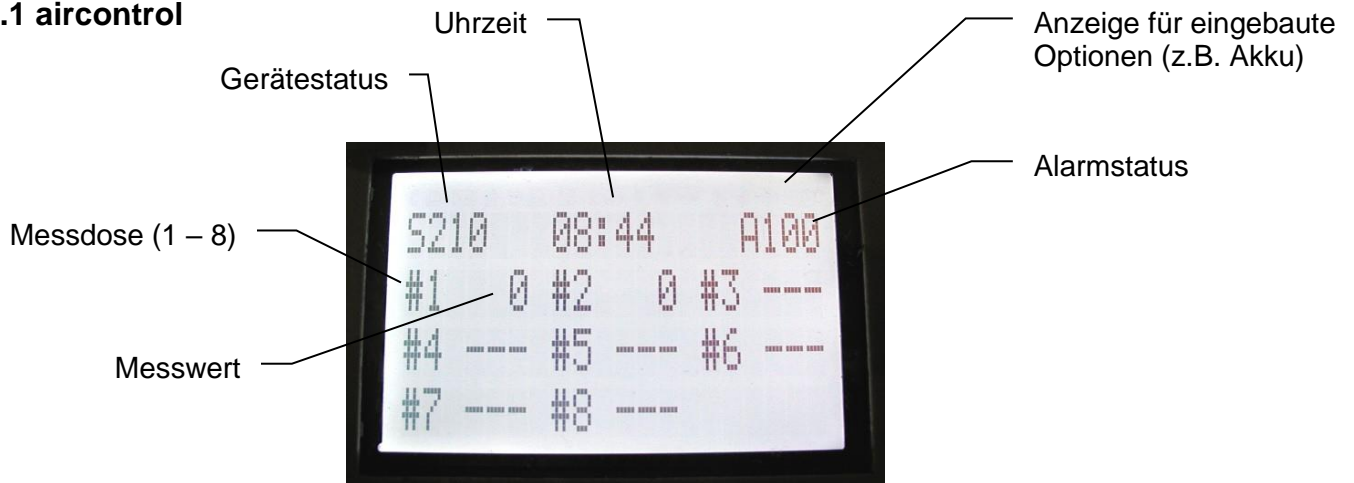 .1 aircontrol
Uhrzeit
Anzeige für eingebaute
Optionen (z.B. Akku)
Gerätestatus
Alarmstatus
Messdose (1 – 8)
Messwert
S210 08:44 A100
#1 0 #2 0 #3 ---
#4 --- #5 --- #6 ---
#7 --- #8 ---